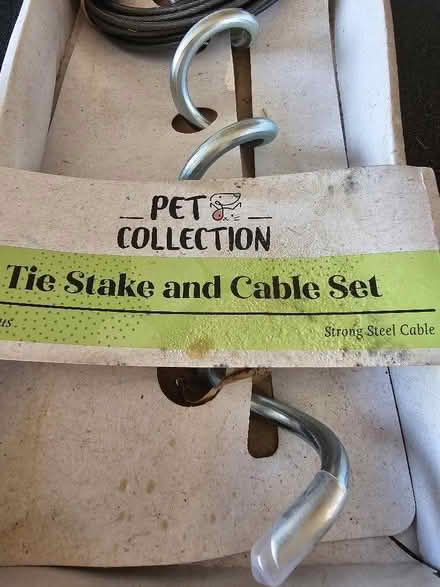 PET
COLLECTION
Tie Stake and Cable Set
Strong Steel Cable